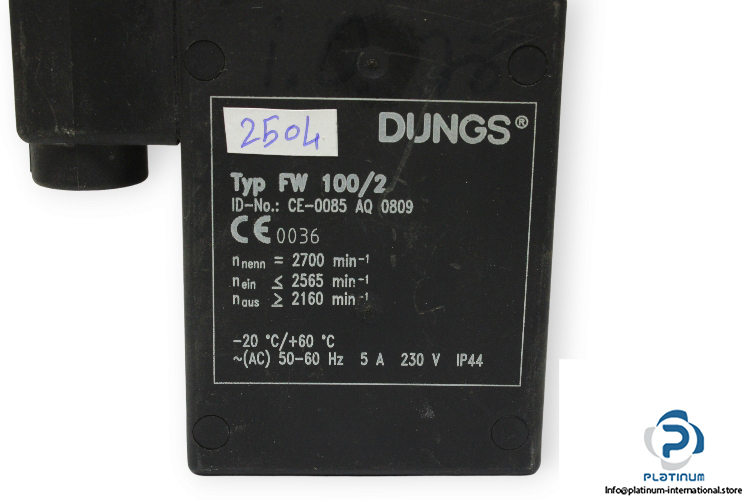 2504
DUNGS®
Typ FW 100/2
ID-No.: CE-0085 AQ 0809
CE 0036
nnenn = 2700 min-1
nein ≤ 2565 min-1
naus ≥ 2160 min-1
-20 °C/+60 °C
~(AC) 50-60 Hz 5 A 230 V IP44
PLATINUM
Info@platinum-international.store